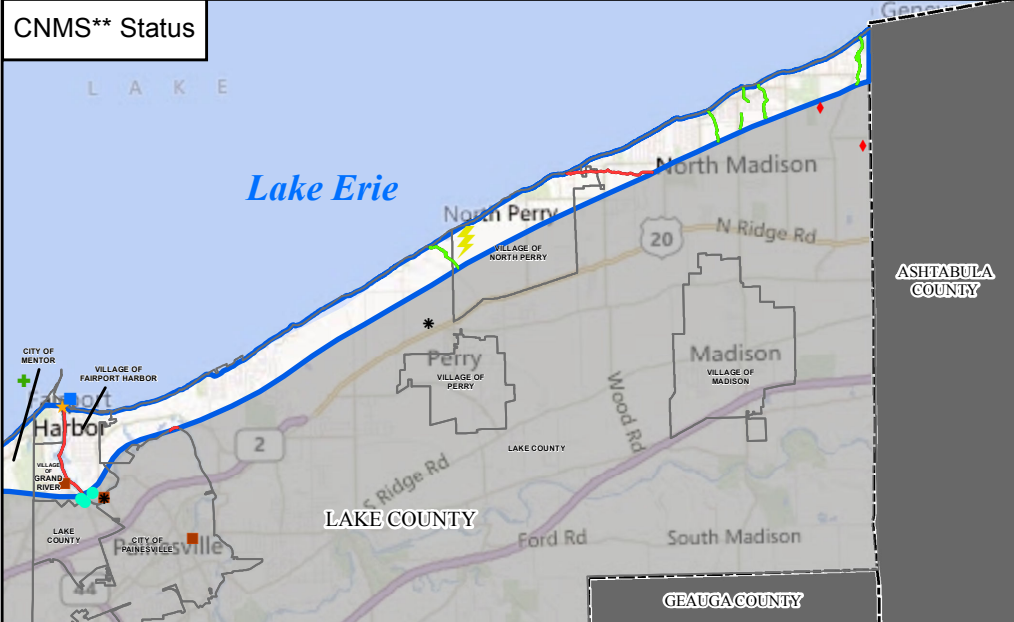 CNMS** Status
Genev
L A K E
Lake Erie
North Madison
North Perry
20
N Ridge Rd
VILLAGE OF
NORTH PERRY
ASHTABULA
COUNTY
CITY OF
MENTOR
VILLAGE OF
FAIRPORT HARBOR
Perry
VILLAGE OF
PERRY
Madison
VILLAGE OF
MADISON
Fairport
Harbor
Wood Rd
2
LAKE COUNTY
VILLAGE
OF
GRAND
RIVER
S Ridge Rd
LAKE COUNTY
LAKE
COUNTY
CITY OF
PAINESVILLE
Painesville
Ford Rd
South Madison
44
GEAUGA COUNTY